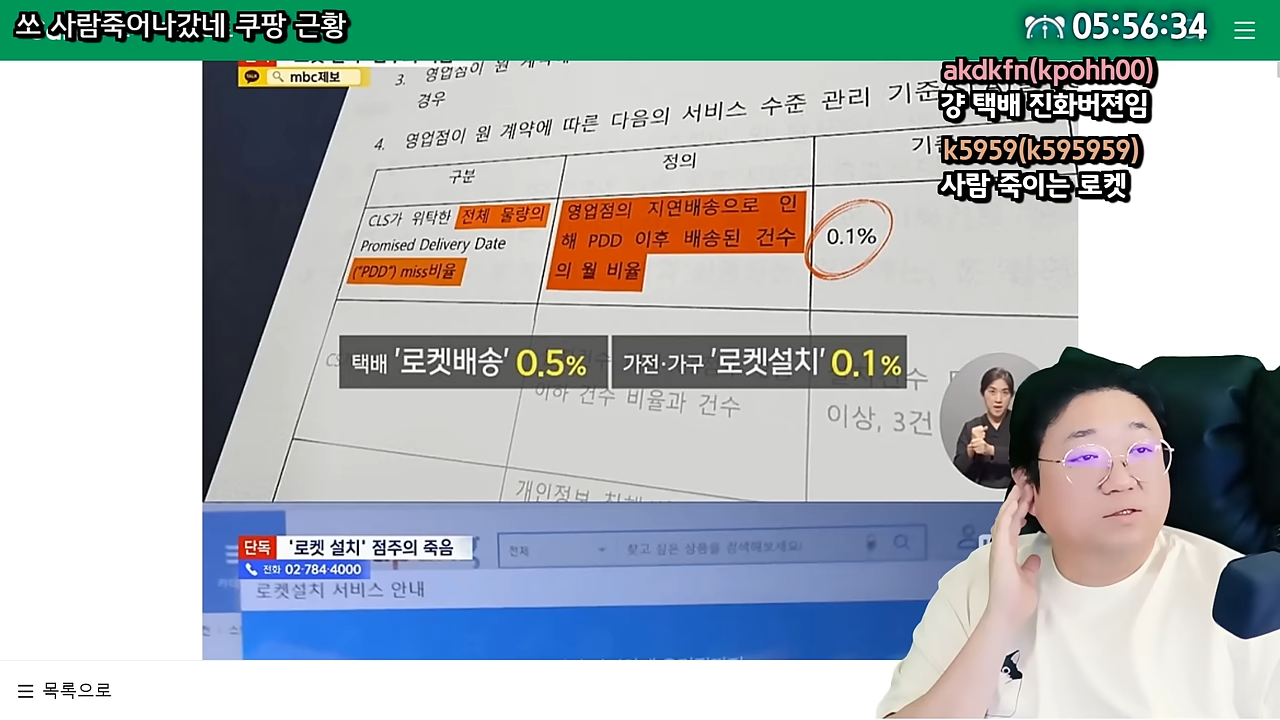 쏘 사람죽어나갔네 쿠팡 근황
05:56:34
mbc제보
akdkfn(kpohh00)
걍 택배 진화버젼임
k5959(k595959)
사람 죽이는 로켓
3. 영업점이 원 계약에
경우
4. 영업점이 원 계약에 따른 다음의 서비스 수준 관리 기준
구분
정의
CLS가 위탁한 전체 물량의
Promised Delivery Date
("PDD") miss비율
영업점의 지연배송으로 인
해 PDD 이후 배송된 건수
의 월 비율
0.1%
택배 '로켓배송' 0.5%
가전·가구 '로켓설치' 0.1%
이하 건수 비율과 건수
이상, 3건
개인정보
단독 '로켓 설치' 점주의 죽음
전화 02-784-4000
전체
찾고 싶은 상품을 검색해보세요!
로켓설치 서비스 안내
목록으로